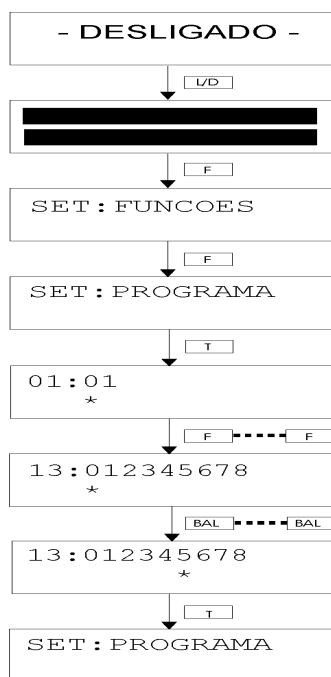 - DESLIGADO -
L/D
F
SET:FUNCOES
F
SET:PROGRAMA
T
01:01
*
F F
13:012345678
*
BAL BAL
13:012345678
*
T
SET:PROGRAMA